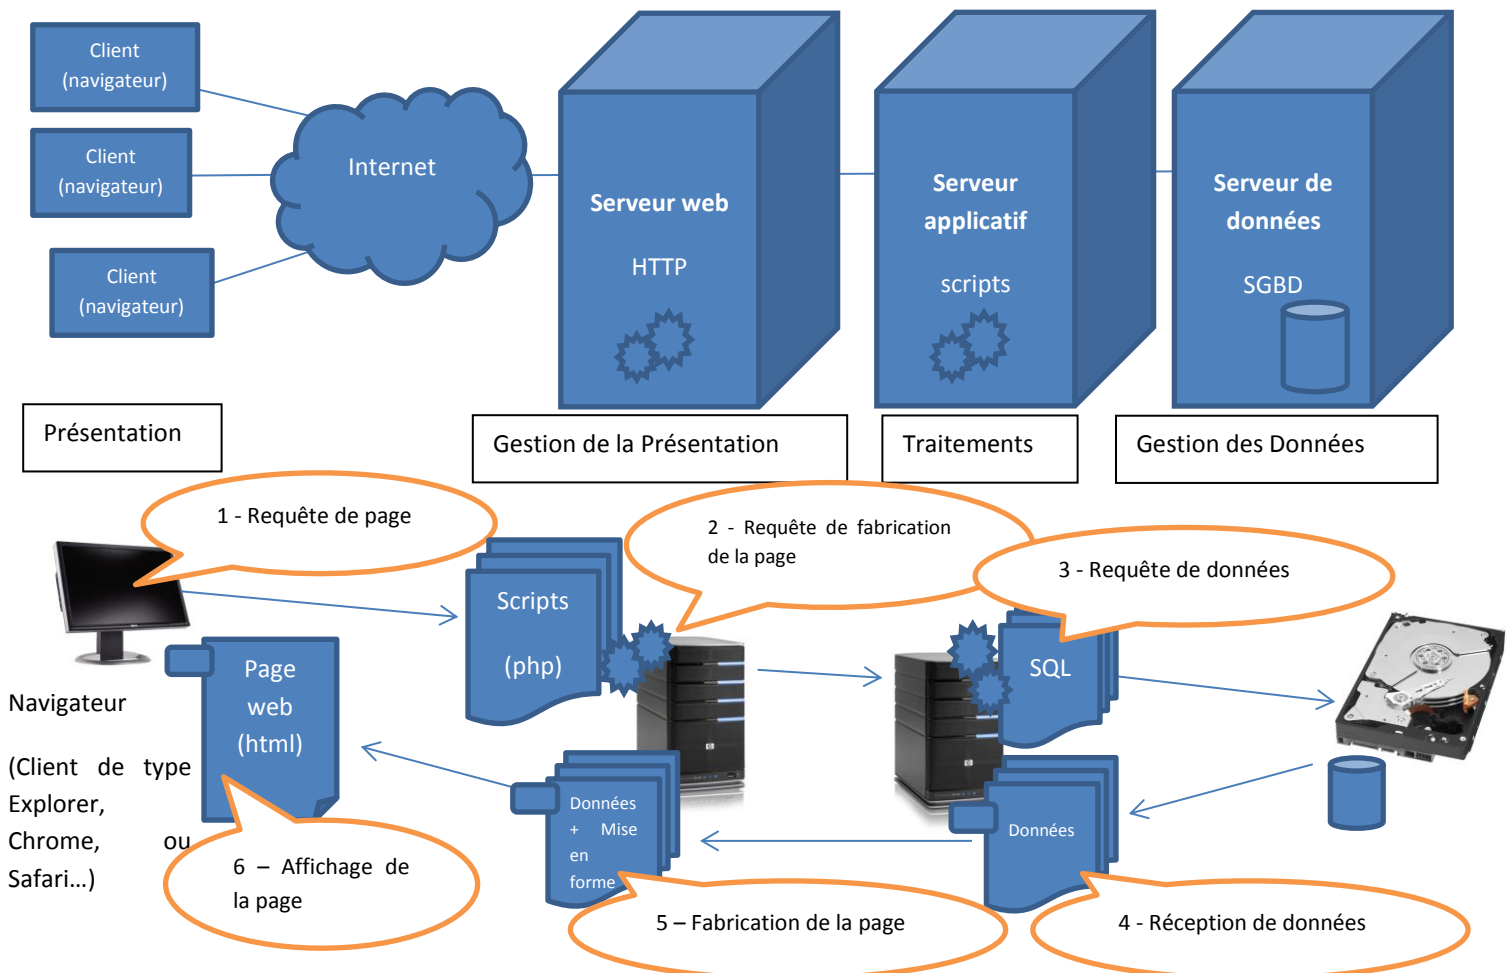 Client
(navigateur)
Client
(navigateur)
Client
(navigateur)
Internet
Serveur web
HTTP
Serveur
applicatif
scripts
Serveur de
données
SGBD
Présentation
Gestion de la Présentation
Traitements
Gestion des Données
1 - Requête de page
2 - Requête de fabrication
de la page
3 - Requête de données
Scripts
(php)
SQL
Page
web
(html)
Navigateur
(Client de type
Explorer,
Chrome, ou
Safari…)
Données
+ Mise
en
forme
Données
6 – Affichage de
la page
5 – Fabrication de la page
4 - Réception de données